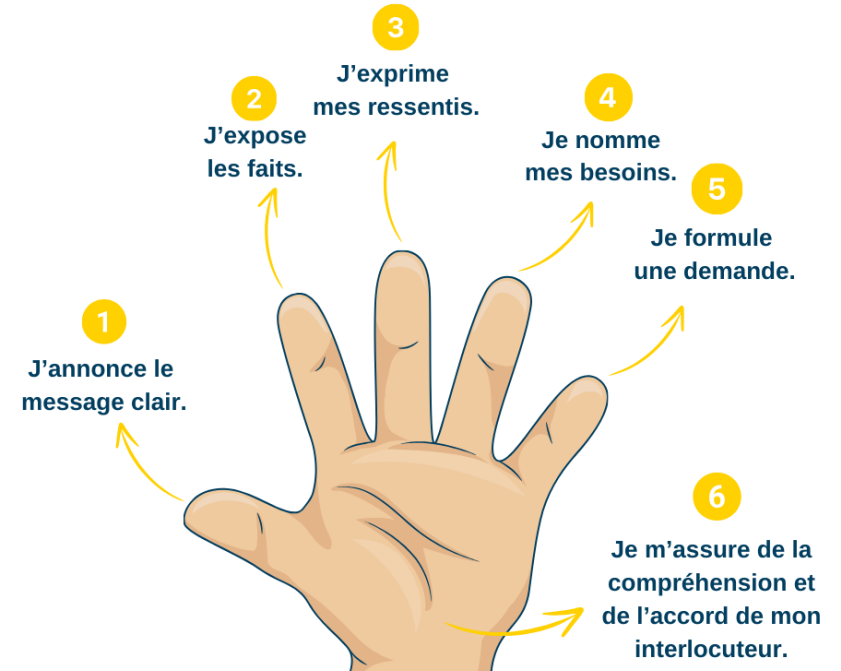 1
J’annonce le
message clair.
2
J’expose
les faits.
3
J’exprime
mes ressentis.
4
Je nomme
mes besoins.
5
Je formule
une demande.
6
Je m’assure de la
compréhension et
de l’accord de mon
interlocuteur.